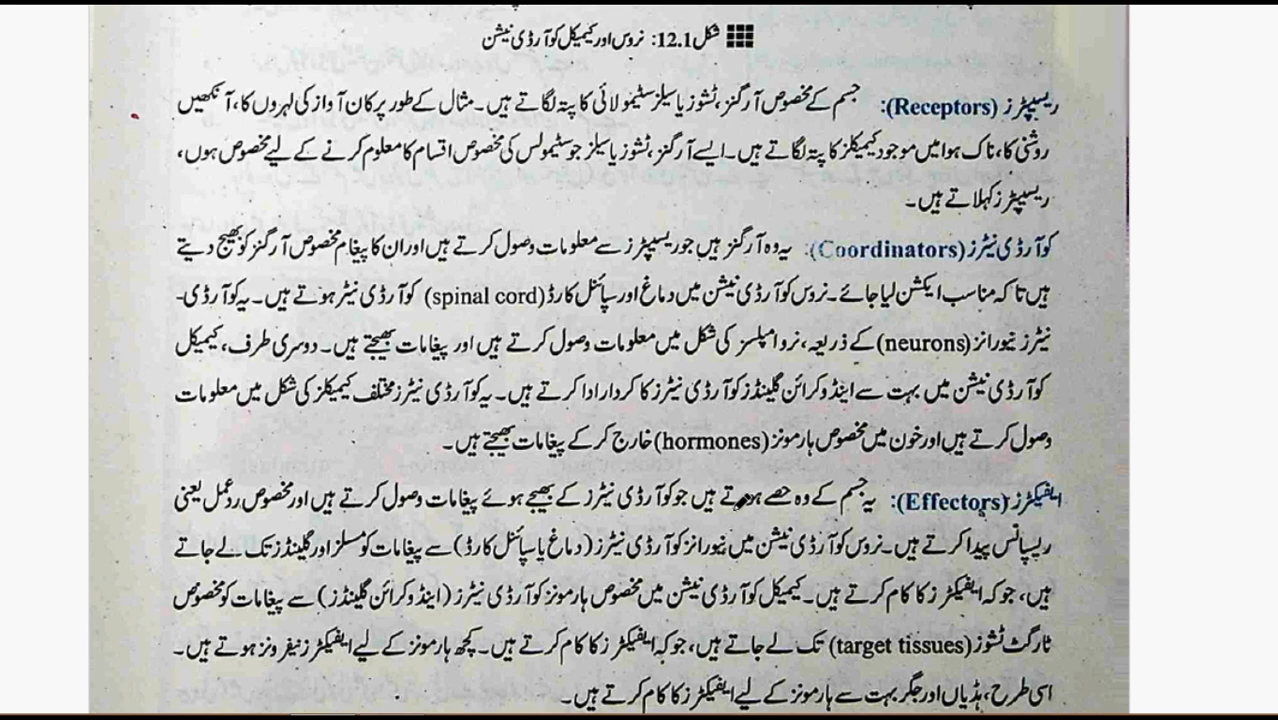 شکل 12.1: نروس اور کیمیکل کوآرڈی نیشن
ریسیپٹرز (Receptors): جسم کے مخصوص آرگنز، ٹشوز یا سیلز سٹیمولائی کا پتہ لگاتے ہیں۔ مثال کے طور پر کان آواز کی لہروں کا، آنکھیں
روشنی کا، ناک ہوا میں موجود کیمیکلز کا پتہ لگاتے ہیں۔ ایسے آرگنز، ٹشوز یا سیلز جو سٹیمولس کی مخصوص اقسام کا معلوم کرنے کے لیے مخصوص ہوں،
ریسیپٹرز کہلاتے ہیں۔
کوآرڈی نیٹرز (Coordinators): یہ وہ آرگنز ہیں جو ریسیپٹرز سے معلومات وصول کرتے ہیں اور ان کا پیغام مخصوص آرگنز کو بھیج دیتے
ہیں تاکہ مناسب ایکشن لیا جائے۔ نروس کوآرڈی نیشن میں دماغ اور سپائنل کارڈ (spinal cord) کوآرڈی نیٹر ہوتے ہیں۔ یہ کوآرڈی-
نیٹرز نیورانز (neurons) کے ذریعہ، نرو امپلسز کی شکل میں معلومات وصول کرتے ہیں اور پیغامات بھیجتے ہیں۔ دوسری طرف، کیمیکل
کوآرڈی نیشن میں بہت سے اینڈوکرائن گلینڈز کوآرڈی نیٹرز کا کردار ادا کرتے ہیں۔ یہ کوآرڈی نیٹرز مختلف کیمیکلز کی شکل میں معلومات
وصول کرتے ہیں اور خون میں مخصوص ہارمونز (hormones) خارج کر کے پیغامات بھیجتے ہیں۔
ایفیکٹرز (Effectors): یہ جسم کے وہ حصے ہوتے ہیں جو کوآرڈی نیٹرز کے بھیجے ہوئے پیغامات وصول کرتے ہیں اور مخصوص ردعمل یعنی
ریسپانس پیدا کرتے ہیں۔ نروس کوآرڈی نیشن میں نیورانز کوآرڈی نیٹرز (دماغ یا سپائنل کارڈ) سے پیغامات کو مسلز اور گلینڈز تک لے جاتے
ہیں، جو کہ ایفیکٹرز کا کام کرتے ہیں۔ کیمیکل کوآرڈی نیشن میں مخصوص ہارمونز کوآرڈی نیٹرز (اینڈوکرائن گلینڈز) سے پیغامات کو مخصوص
ٹارگٹ ٹشوز (target tissues) تک لے جاتے ہیں، جو کہ ایفیکٹرز کا کام کرتے ہیں۔ کچھ ہارمونز کے لیے ایفیکٹرز نیفرونز ہوتے ہیں۔
اسی طرح، ہڈیاں اور جگر بہت سے ہارمونز کے لیے ایفیکٹرز کا کام کرتے ہیں۔